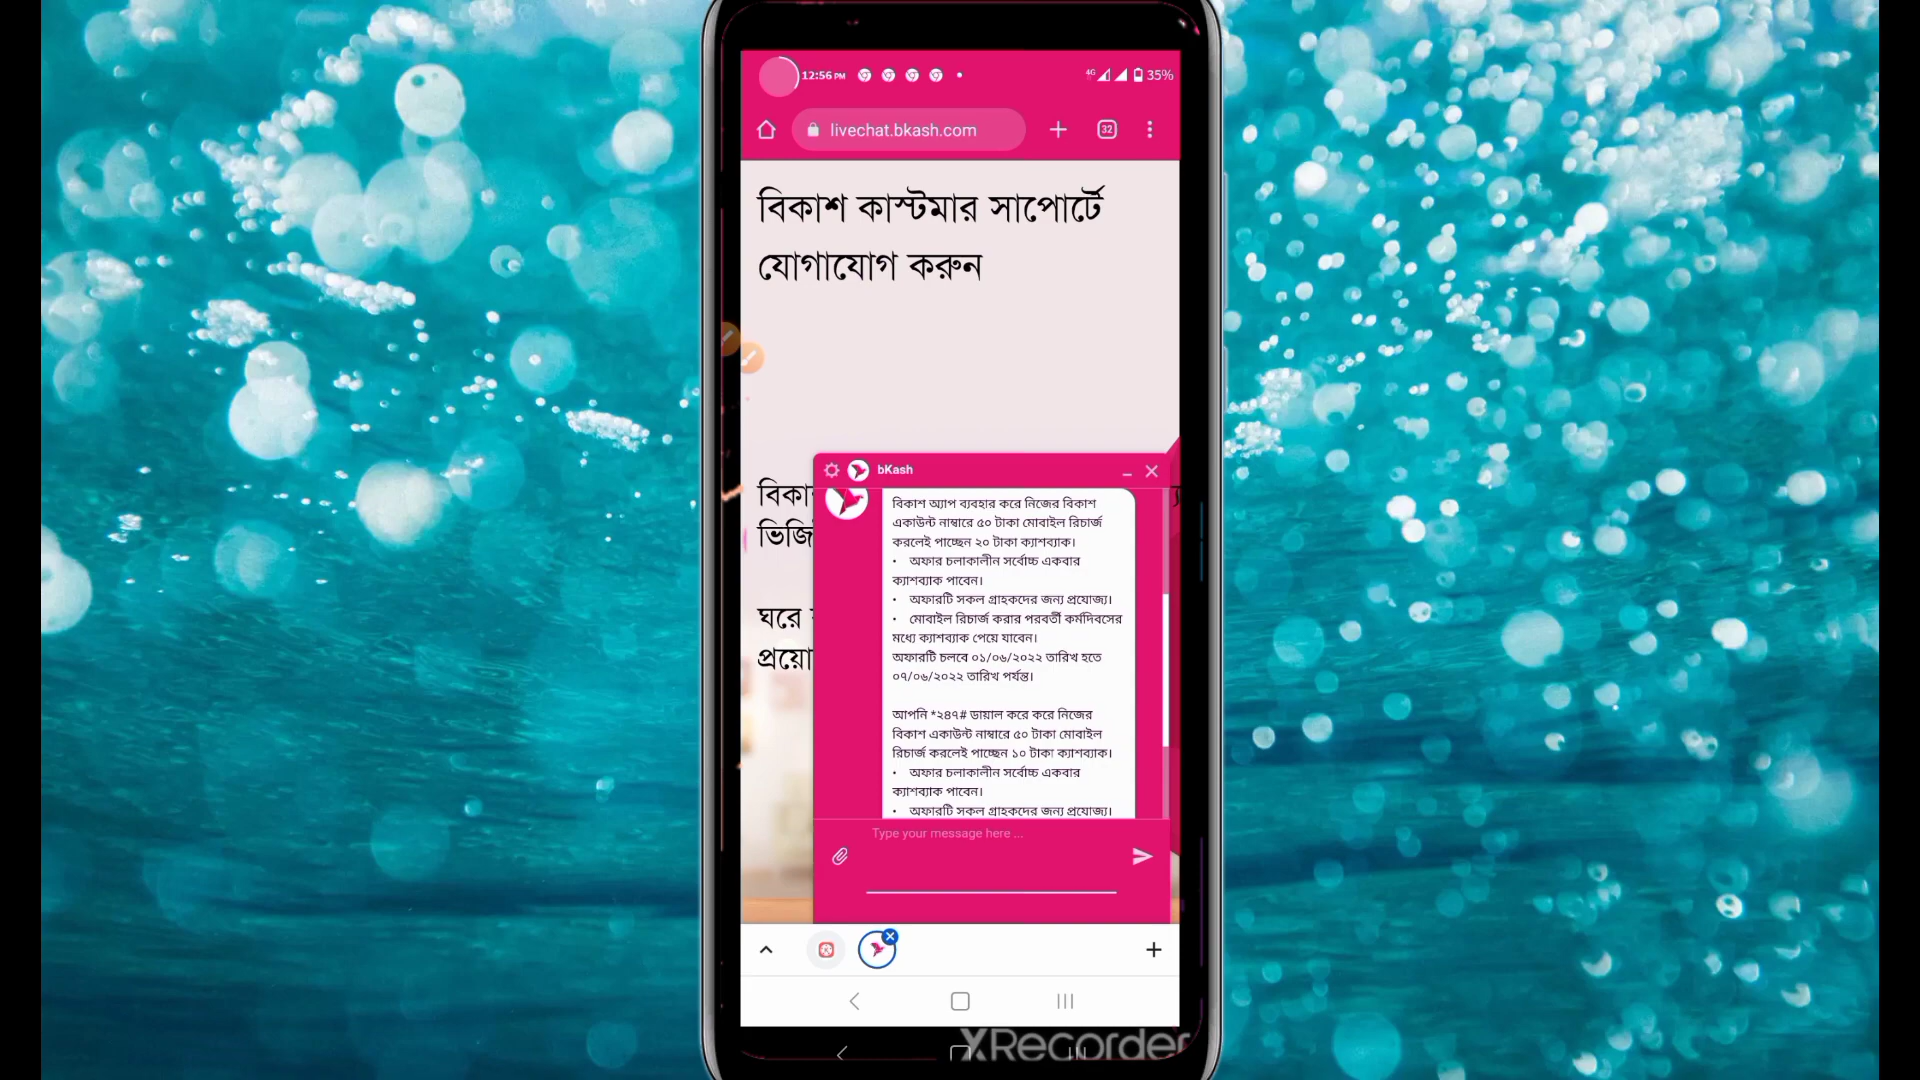 12:56 PM
4G 35%
livechat.bkash.com
32
বিকাশ কাস্টমার সাপোর্টে
যোগাযোগ করুন
bKash
বিকা
ভিজি
ঘরে
প্রয়ো
বিকাশ অ্যাপ ব্যবহার করে নিজের বিকাশ
একাউন্ট নাম্বারে ৫০ টাকা মোবাইল রিচার্জ
করলেই পাচ্ছেন ২০ টাকা ক্যাশব্যাক।
• অফার চলাকালীন সর্বোচ্চ একবার
ক্যাশব্যাক পাবেন।
• অফারটি সকল গ্রাহকদের জন্য প্রযোজ্য।
• মোবাইল রিচার্জ করার পরবর্তী কর্মদিবসের
মধ্যে ক্যাশব্যাক পেয়ে যাবেন।
অফারটি চলবে ০১/০৬/২০২২ তারিখ হতে
০৭/০৬/২০২২ তারিখ পর্যন্ত।
আপনি *২৪৭# ডায়াল করে করে নিজের
বিকাশ একাউন্ট নাম্বারে ৫০ টাকা মোবাইল
রিচার্জ করলেই পাচ্ছেন ১০ টাকা ক্যাশব্যাক।
• অফার চলাকালীন সর্বোচ্চ একবার
ক্যাশব্যাক পাবেন।
• অফারটি সকল গ্রাহকদের জন্য প্রযোজ্য।
Type your message here ...
XRecorder